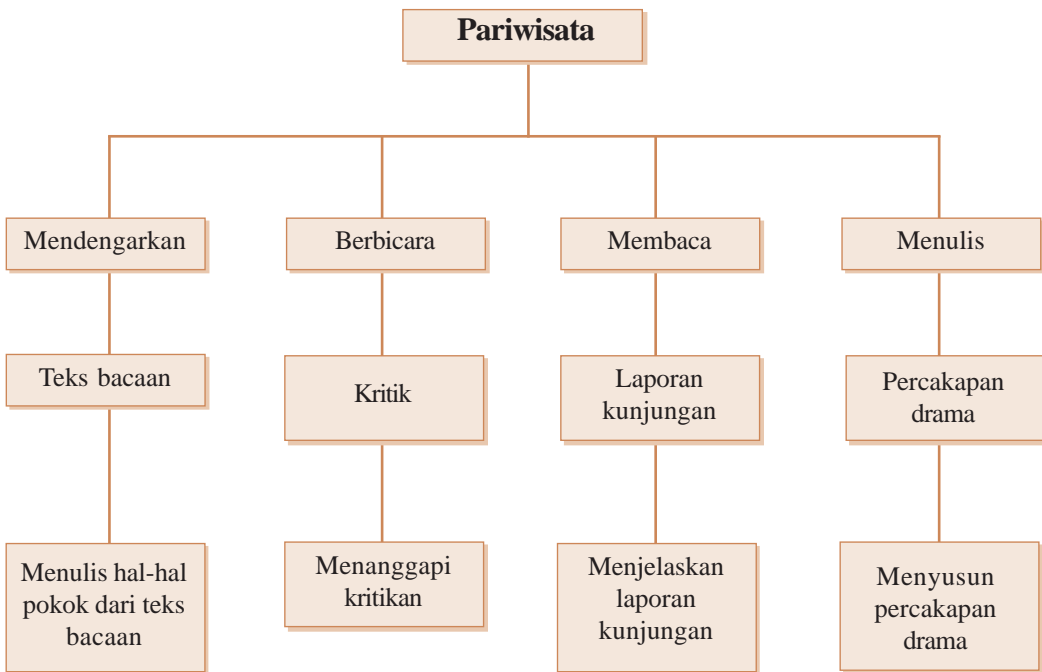 Pariwisata
Mendengarkan
Berbicara
Membaca
Menulis
Teks bacaan
Kritik
Laporan
kunjungan
Percakapan
drama
Menulis hal-hal
pokok dari teks
bacaan
Menanggapi
kritikan
Menjelaskan
laporan
kunjungan
Menyusun
percakapan
drama